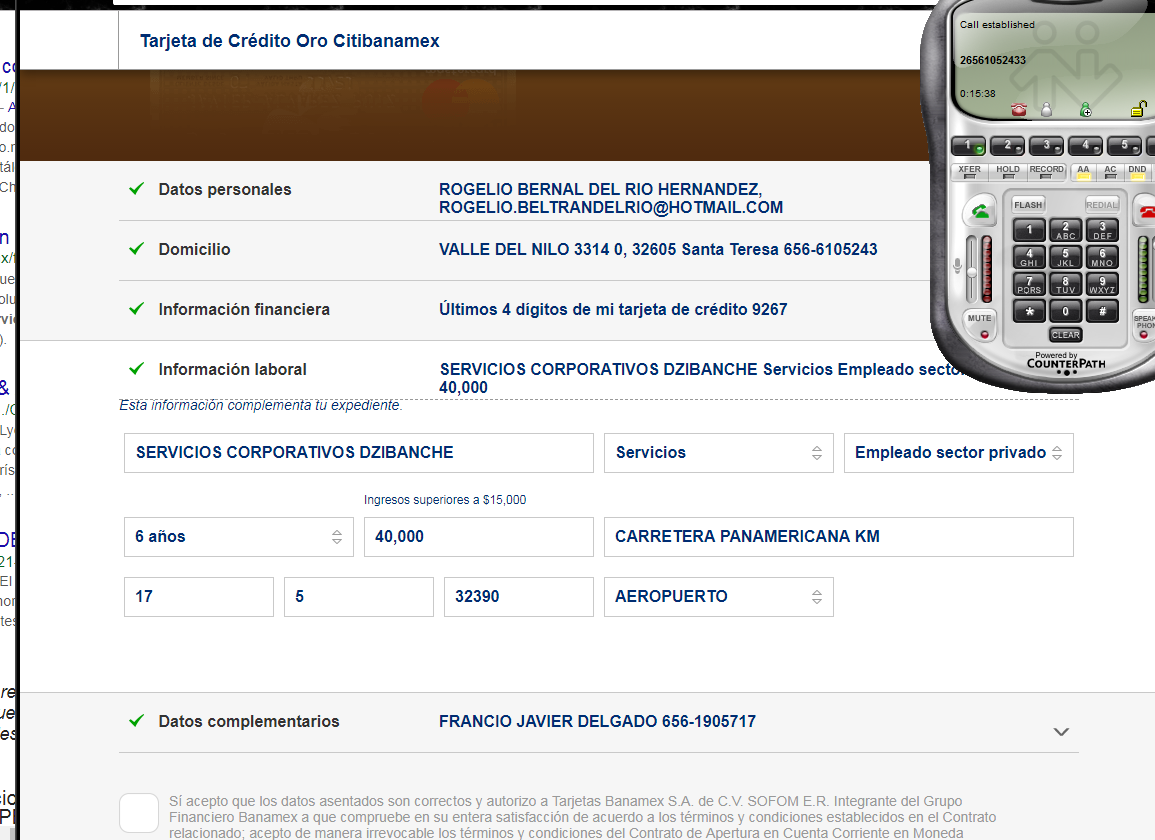 Tarjeta de Crédito Oro Citibanamex
Call established
26561052433
0:15:38
1 2 3 4 5
XFER HOLD RECORD AA AC DND
FLASH REDIAL
1 2 ABC 3 DEF
4 GHI 5 JKL 6 MNO
7 PQRS 8 TUV 9 WXYZ
* 0 #
MUTE CLEAR SPEAK PHON
Powered by
COUNTERPATH
Datos personales ROGELIO BERNAL DEL RIO HERNANDEZ,
ROGELIO.BELTRANDELRIO@HOTMAIL.COM
Domicilio VALLE DEL NILO 3314 0, 32605 Santa Teresa 656-6105243
Información financiera Últimos 4 dígitos de mi tarjeta de crédito 9267
Información laboral SERVICIOS CORPORATIVOS DZIBANCHE Servicios Empleado secto
40,000
Esta información complementa tu expediente.
SERVICIOS CORPORATIVOS DZIBANCHE Servicios Empleado sector privado
Ingresos superiores a $15,000
6 años 40,000 CARRETERA PANAMERICANA KM
17 5 32390 AEROPUERTO
Datos complementarios FRANCIO JAVIER DELGADO 656-1905717
Sí acepto que los datos asentados son correctos y autorizo a Tarjetas Banamex S.A. de C.V. SOFOM E.R. Integrante del Grupo
Financiero Banamex a que compruebe en su entera satisfacción de acuerdo a los términos y condiciones establecidos en el Contrato
relacionado; acepto de manera irrevocable los términos y condiciones del Contrato de Apertura en Cuenta Corriente en Moneda